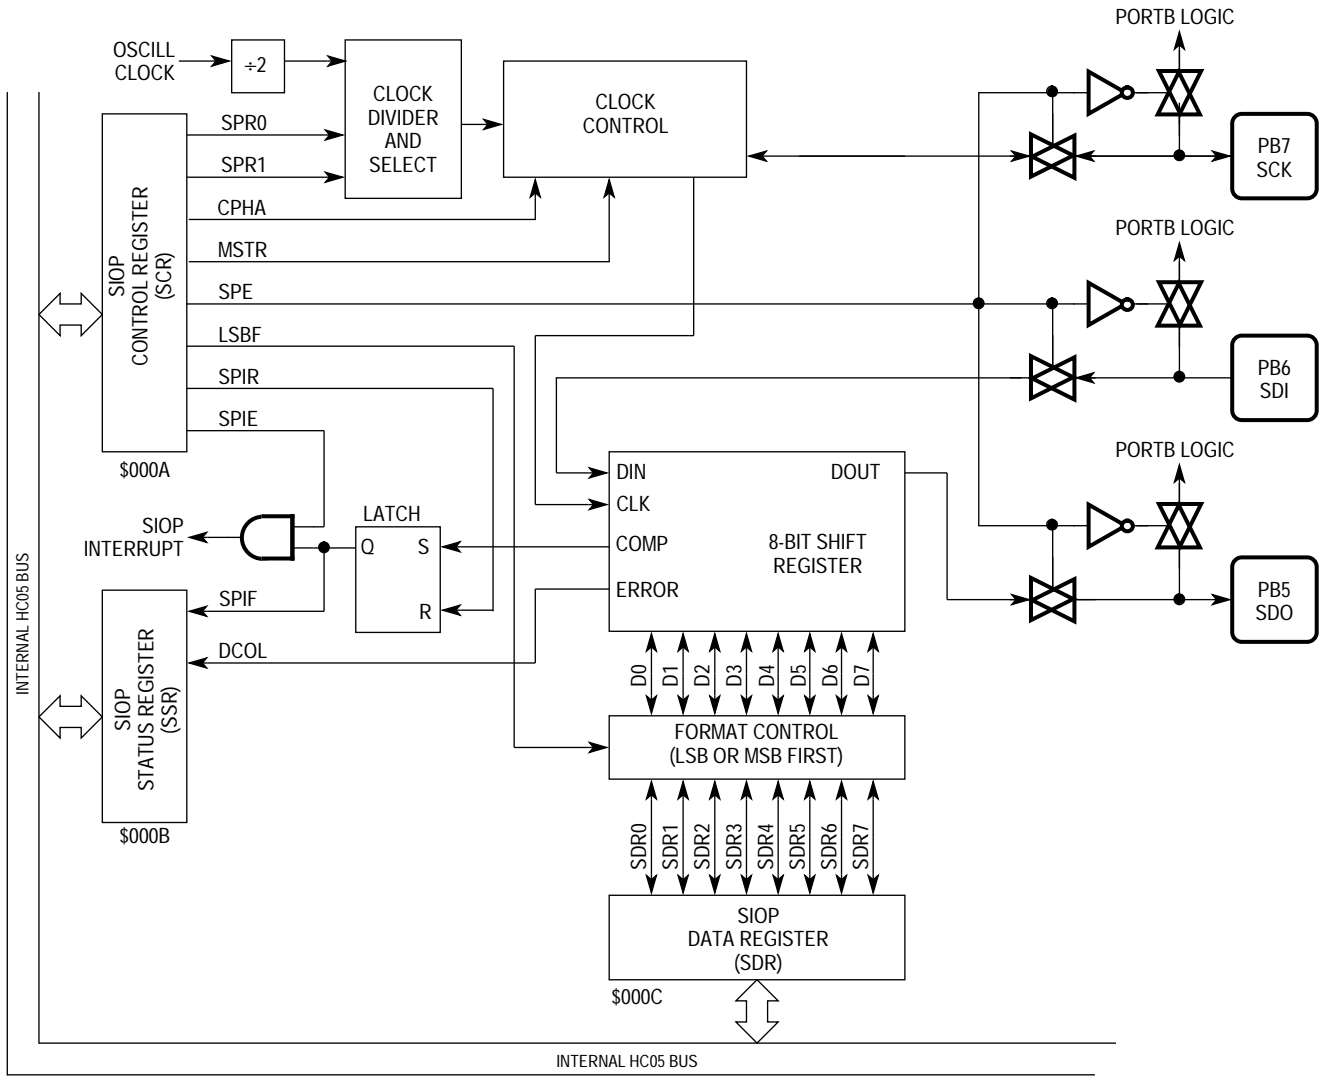 PORTB LOGIC
OSCILL
CLOCK
÷2
CLOCK
DIVIDER
AND
SELECT
CLOCK
CONTROL
PB7
SCK
SPR0
SPR1
CPHA
MSTR
SPE
LSBF
SPIR
SPIE
SIOP
CONTROL REGISTER
(SCR)
$000A
PORTB LOGIC
PB6
SDI
PORTB LOGIC
PB5
SDO
DIN
CLK
COMP
ERROR
DOUT
8-BIT SHIFT
REGISTER
LATCH
Q
S
R
SIOP
INTERRUPT
SPIF
DCOL
SIOP
STATUS REGISTER
(SSR)
$000B
INTERNAL HC05 BUS
D0
D1
D2
D3
D4
D5
D6
D7
FORMAT CONTROL
(LSB OR MSB FIRST)
SDR0
SDR1
SDR2
SDR3
SDR4
SDR5
SDR6
SDR7
SIOP
DATA REGISTER
(SDR)
$000C
INTERNAL HC05 BUS